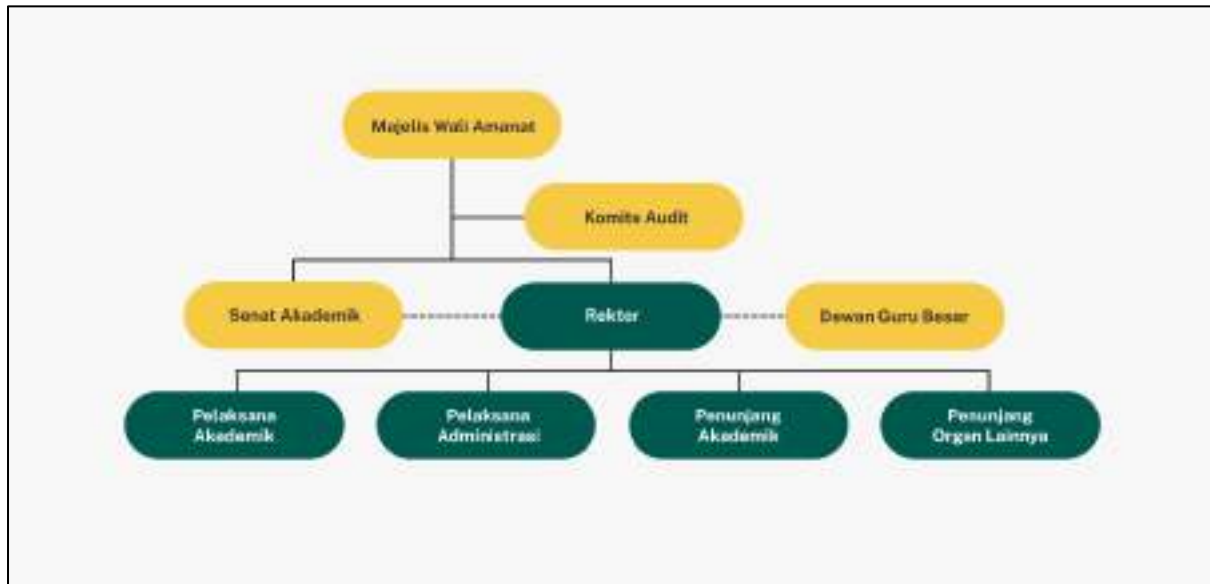 Majelis Wali Amanat
Komite Audit
Senat Akademik
Rektor
Dewan Guru Besar
Pelaksana
Akademik
Pelaksana
Administrasi
Penunjang
Akademik
Penunjang
Organ Lainnya